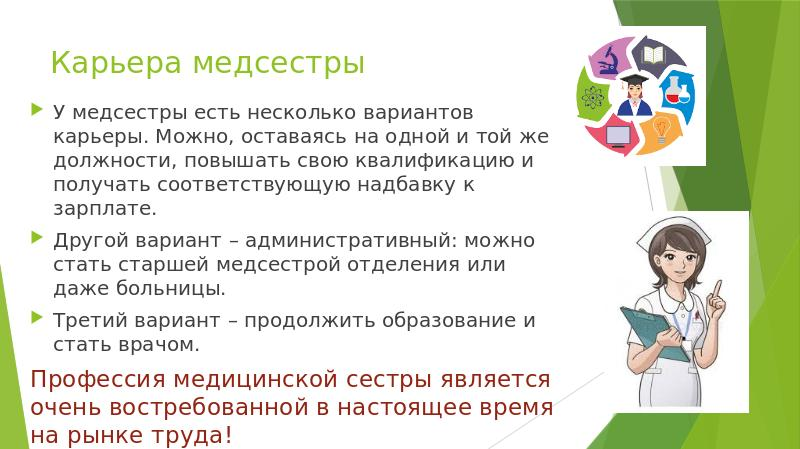 Карьера медсестры
У медсестры есть несколько вариантов
карьеры. Можно, оставаясь на одной и той же
должности, повышать свою квалификацию и
получать соответствующую надбавку к
зарплате.
Другой вариант – административный: можно
стать старшей медсестрой отделения или
даже больницы.
Третий вариант – продолжить образование и
стать врачом.
Профессия медицинской сестры является
очень востребованной в настоящее время
на рынке труда!